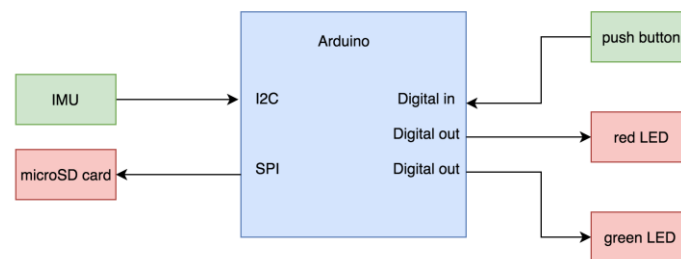 Arduino
push button
IMU
I2C
Digital in
Digital out
red LED
microSD card
SPI
Digital out
green LED